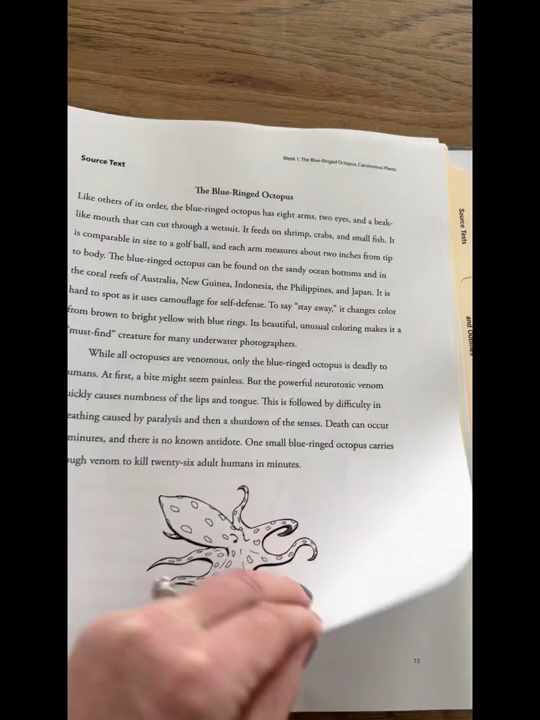 Source Text
Week 1: The Blue-Ringed Octopus, Carnivorous Plants
The Blue-Ringed Octopus
Like others of its order, the blue-ringed octopus has eight arms, two eyes, and a beak-
like mouth that can cut through a wetsuit. It feeds on shrimp, crabs, and small fish. It
is comparable in size to a golf ball, and each arm measures about two inches from tip
to body. The blue-ringed octopus can be found on the sandy ocean bottoms and in
the coral reefs of Australia, New Guinea, Indonesia, the Philippines, and Japan. It is
hard to spot as it uses camouflage for self-defense. To say "stay away," it changes color
from brown to bright yellow with blue rings. Its beautiful, unusual coloring makes it a
"must-find" creature for many underwater photographers.
While all octopuses are venomous, only the blue-ringed octopus is deadly to
umans. At first, a bite might seem painless. But the powerful neurotoxic venom
uickly causes numbness of the lips and tongue. This is followed by difficulty in
eathing caused by paralysis and then a shutdown of the senses. Death can occur
minutes, and there is no known antidote. One small blue-ringed octopus carries
ough venom to kill twenty-six adult humans in minutes.
13
Source Texts
and Outlines